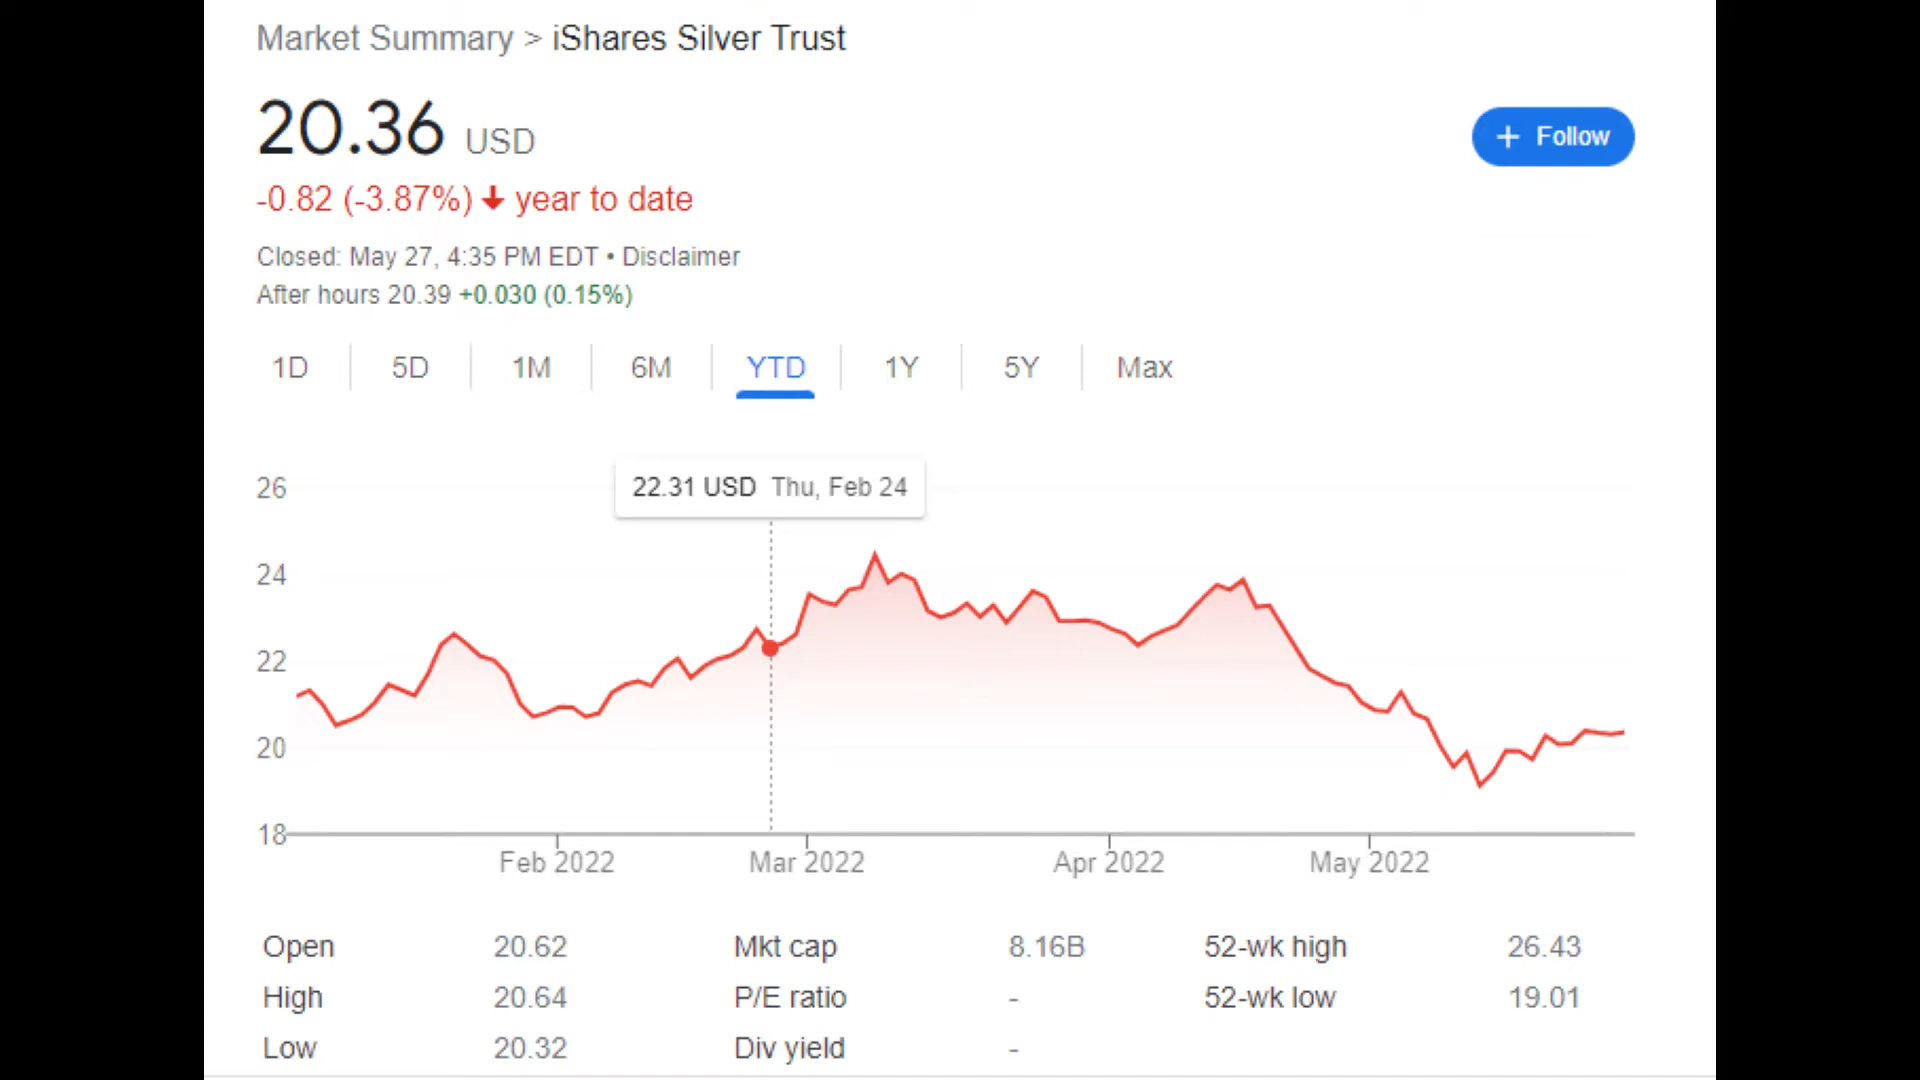 Market Summary > iShares Silver Trust
20.36 USD
+ Follow
-0.82 (-3.87%) ↓ year to date
Closed: May 27, 4:35 PM EDT • Disclaimer
After hours 20.39 +0.030 (0.15%)
1D 5D 1M 6M YTD 1Y 5Y Max
22.31 USD Thu, Feb 24
26
24
22
20
18
Feb 2022 Mar 2022 Apr 2022 May 2022
Open 20.62 Mkt cap 8.16B 52-wk high 26.43
High 20.64 P/E ratio - 52-wk low 19.01
Low 20.32 Div yield -